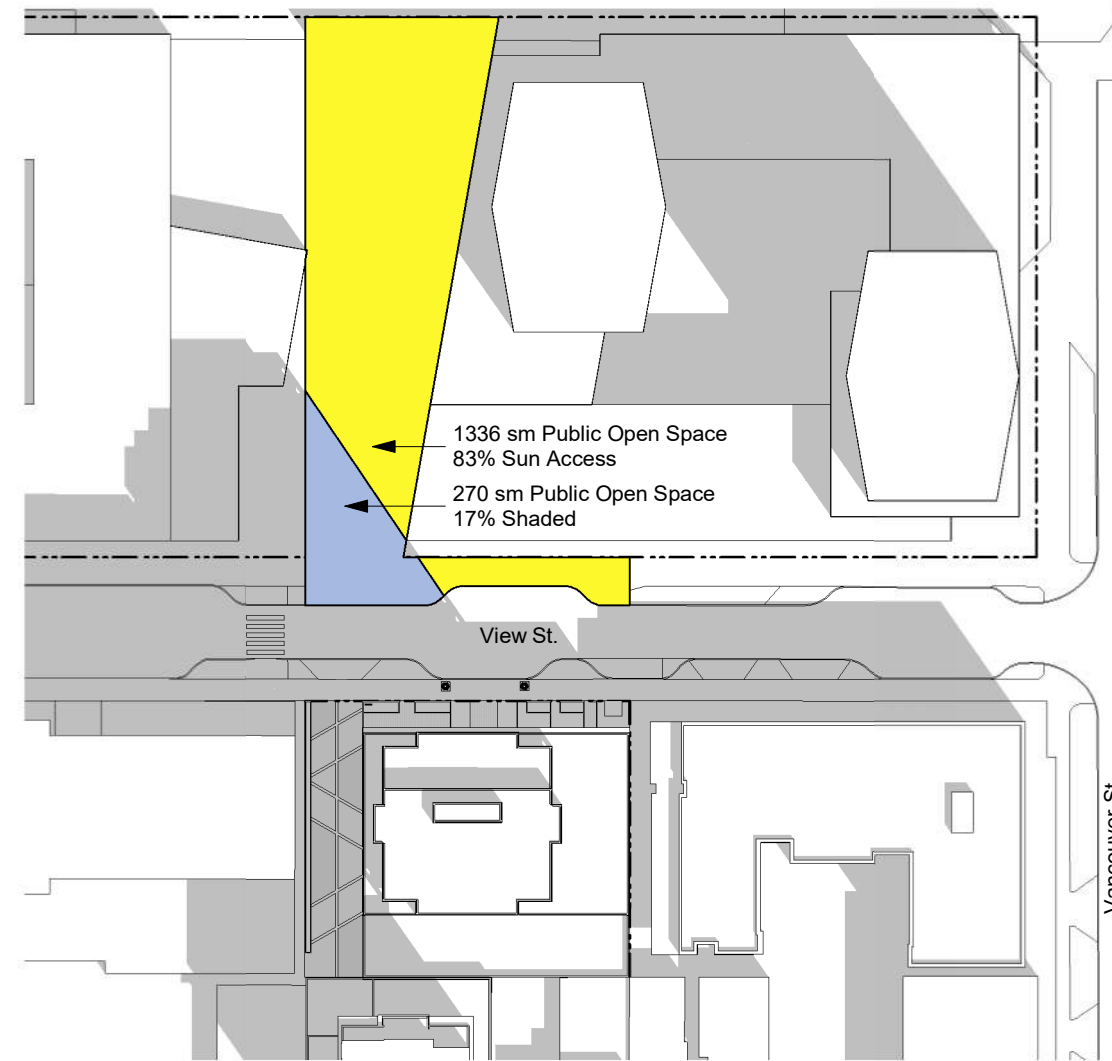 1336 sm Public Open Space
83% Sun Access
270 sm Public Open Space
17% Shaded
View St.
Vancouver St.